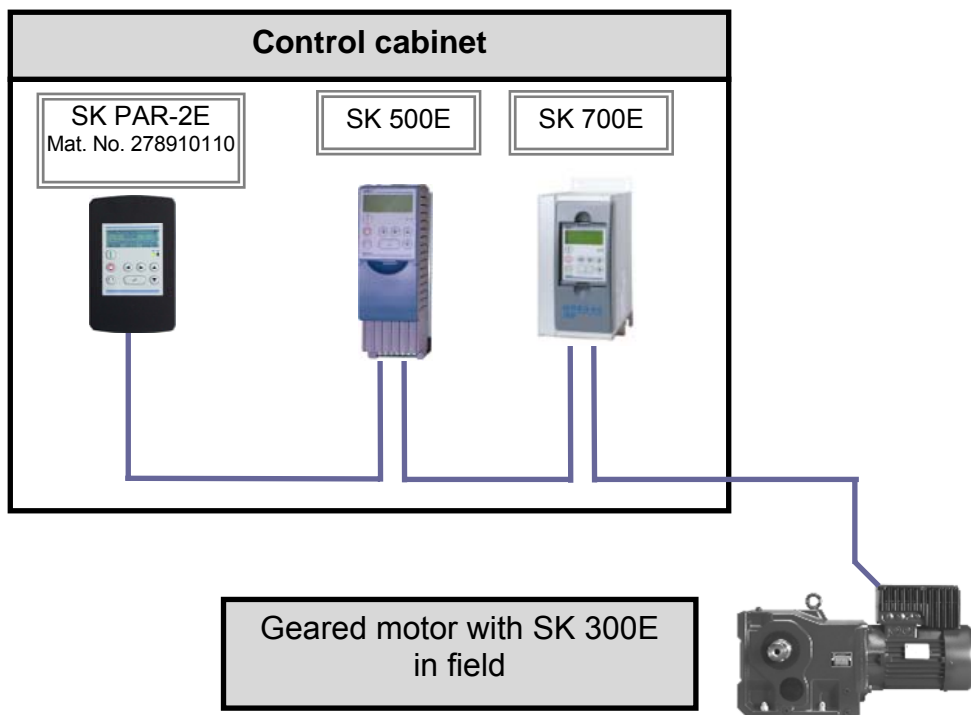 Control cabinet
SK PAR-2E
Mat. No. 278910110
SK 500E
SK 700E
Geared motor with SK 300E
in field